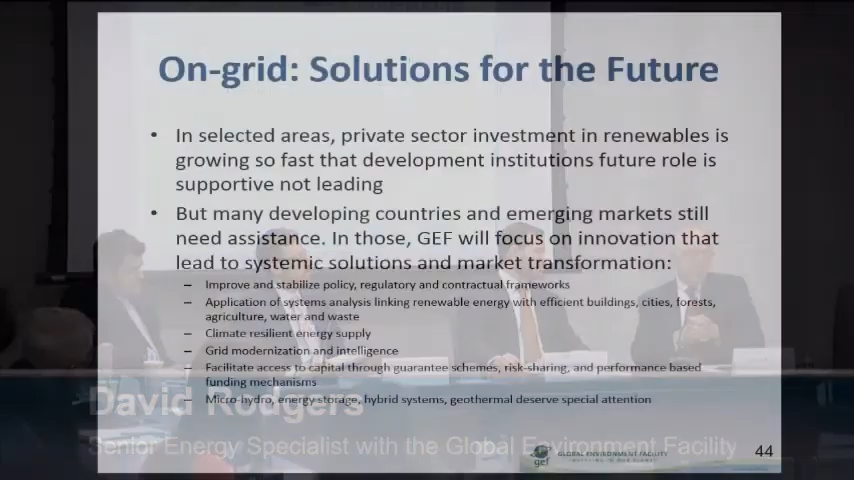 On-grid: Solutions for the Future
• In selected areas, private sector investment in renewables is
growing so fast that development institutions future role is
supportive not leading
• But many developing countries and emerging markets still
need assistance. In those, GEF will focus on innovation that
lead to systemic solutions and market transformation:
– Improve and stabilize policy, regulatory and contractual frameworks
– Application of systems analysis linking renewable energy with efficient buildings, cities, forests,
agriculture, water and waste
– Climate resilient energy supply
– Grid modernization and intelligence
– Facilitate access to capital through guarantee schemes, risk-sharing, and performance based
funding mechanisms
– Micro-hydro, energy storage, hybrid systems, geothermal deserve special attention
David Rodgers
Senior Energy Specialist with the Global Environment Facility
gef
GLOBAL ENVIRONMENT FACILITY
44